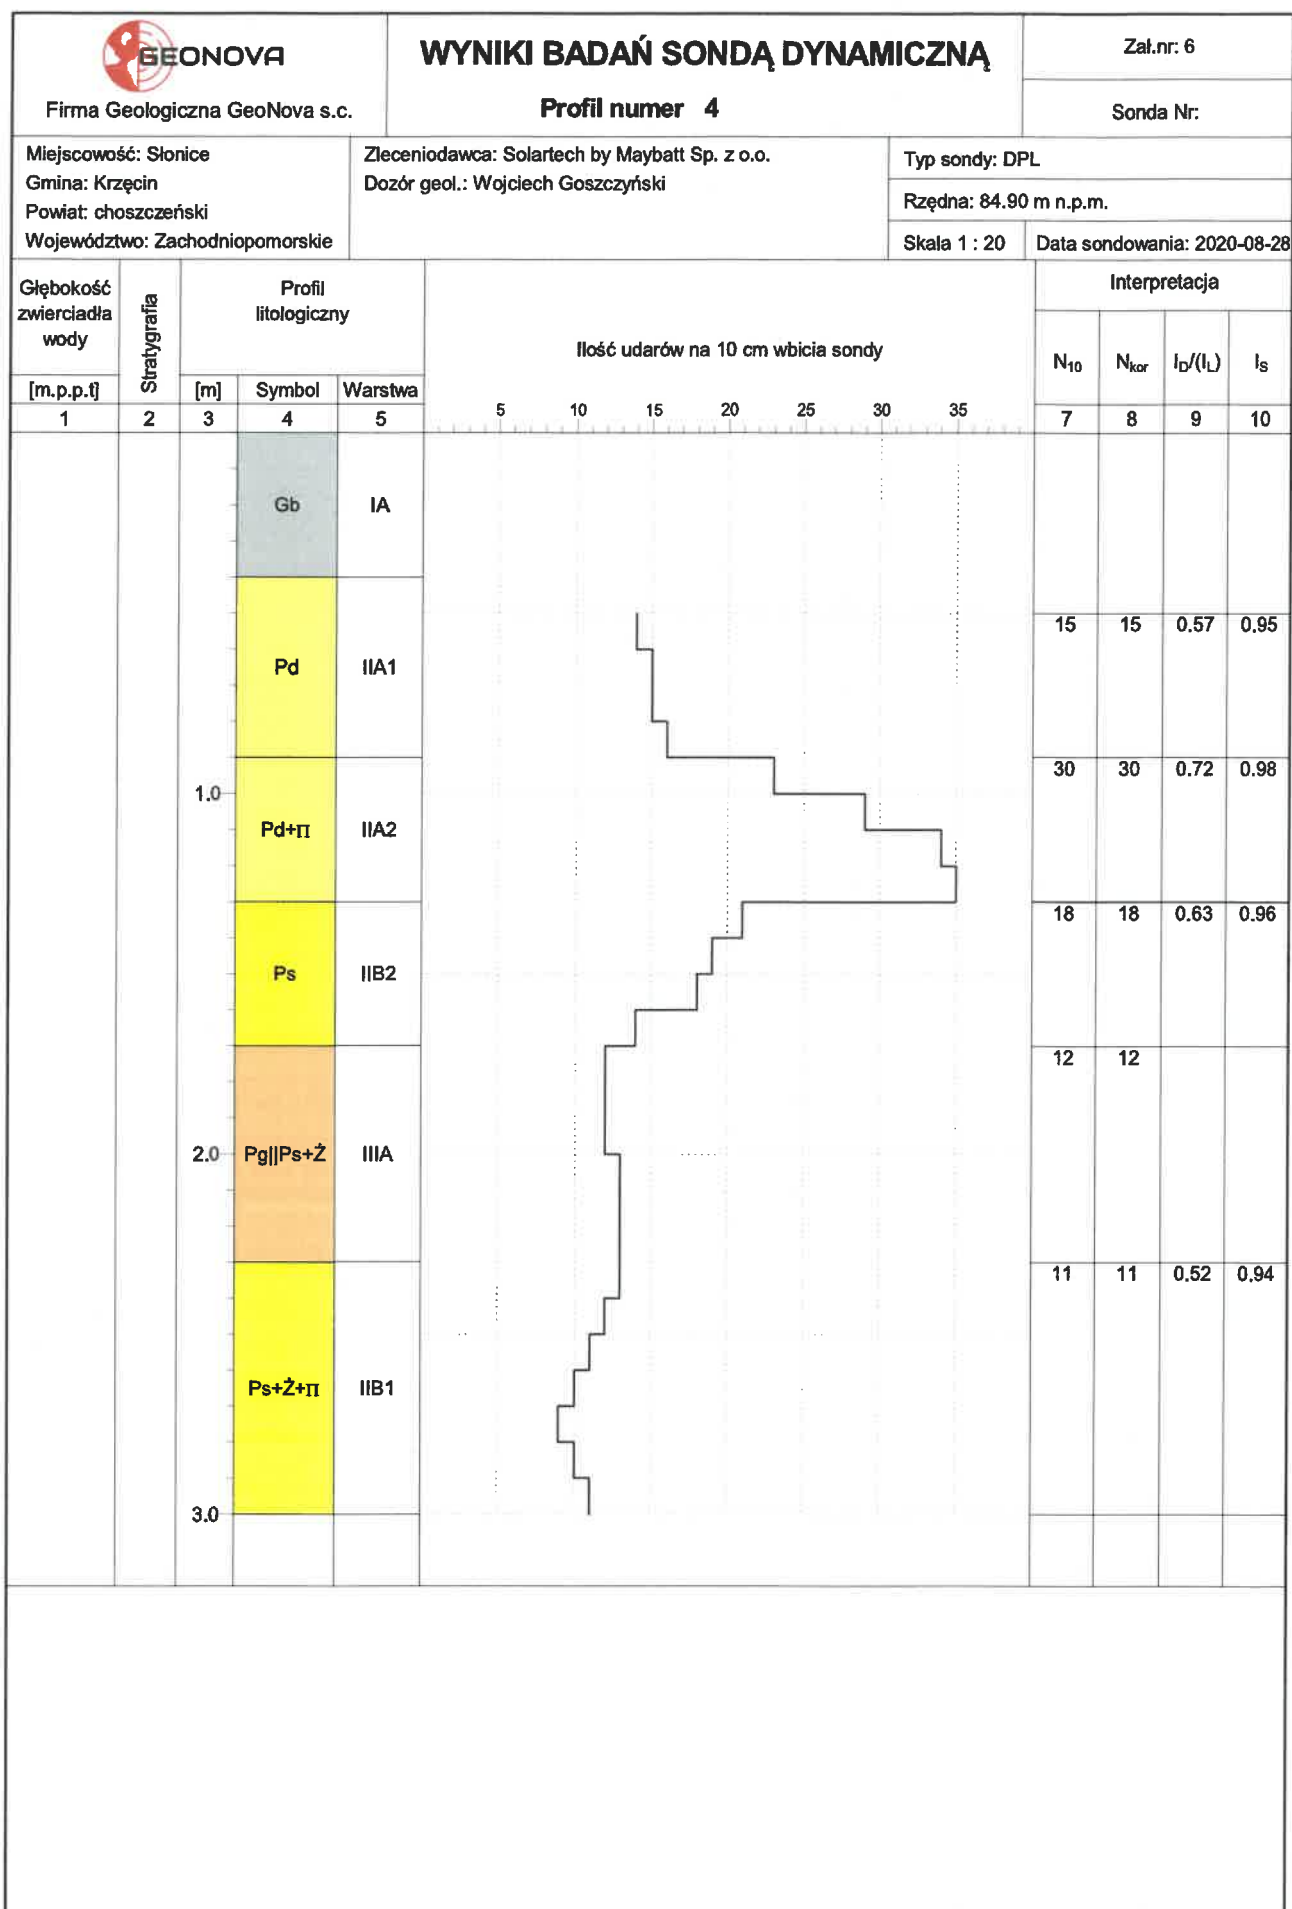 GEONOVA
Firma Geologiczna GeoNova s.c.
WYNIKI BADAŃ SONDĄ DYNAMICZNĄ
Profil numer 4
Zał.nr: 6
Sonda Nr:
Miejscowość: Słonice
Gmina: Krzęcin
Powiat: choszczeński
Województwo: Zachodniopomorskie
Zleceniodawca: Solartech by Maybatt Sp. z o.o.
Dozór geol.: Wojciech Goszczyński
Typ sondy: DPL
Rzędna: 84.90 m n.p.m.
Skala 1 : 20
Data sondowania: 2020-08-28
Głębokość
zwierciadła
wody
[m.p.p.t]
Stratygrafia
Profil
litologiczny
[m] Symbol Warstwa
Ilość udarów na 10 cm wbicia sondy
5 10 15 20 25 30 35
Interpretacja
N10 Nkor ID/(IL) IS
1 2 3 4 5 7 8 9 10
Gb IA
15 15 0.57 0.95
Pd IIA1
30 30 0.72 0.98
1.0
Pd+Π IIA2
18 18 0.63 0.96
Ps IIB2
12 12
2.0 Pg||Ps+Ż IIIA
11 11 0.52 0.94
Ps+Ż+Π IIB1
3.0